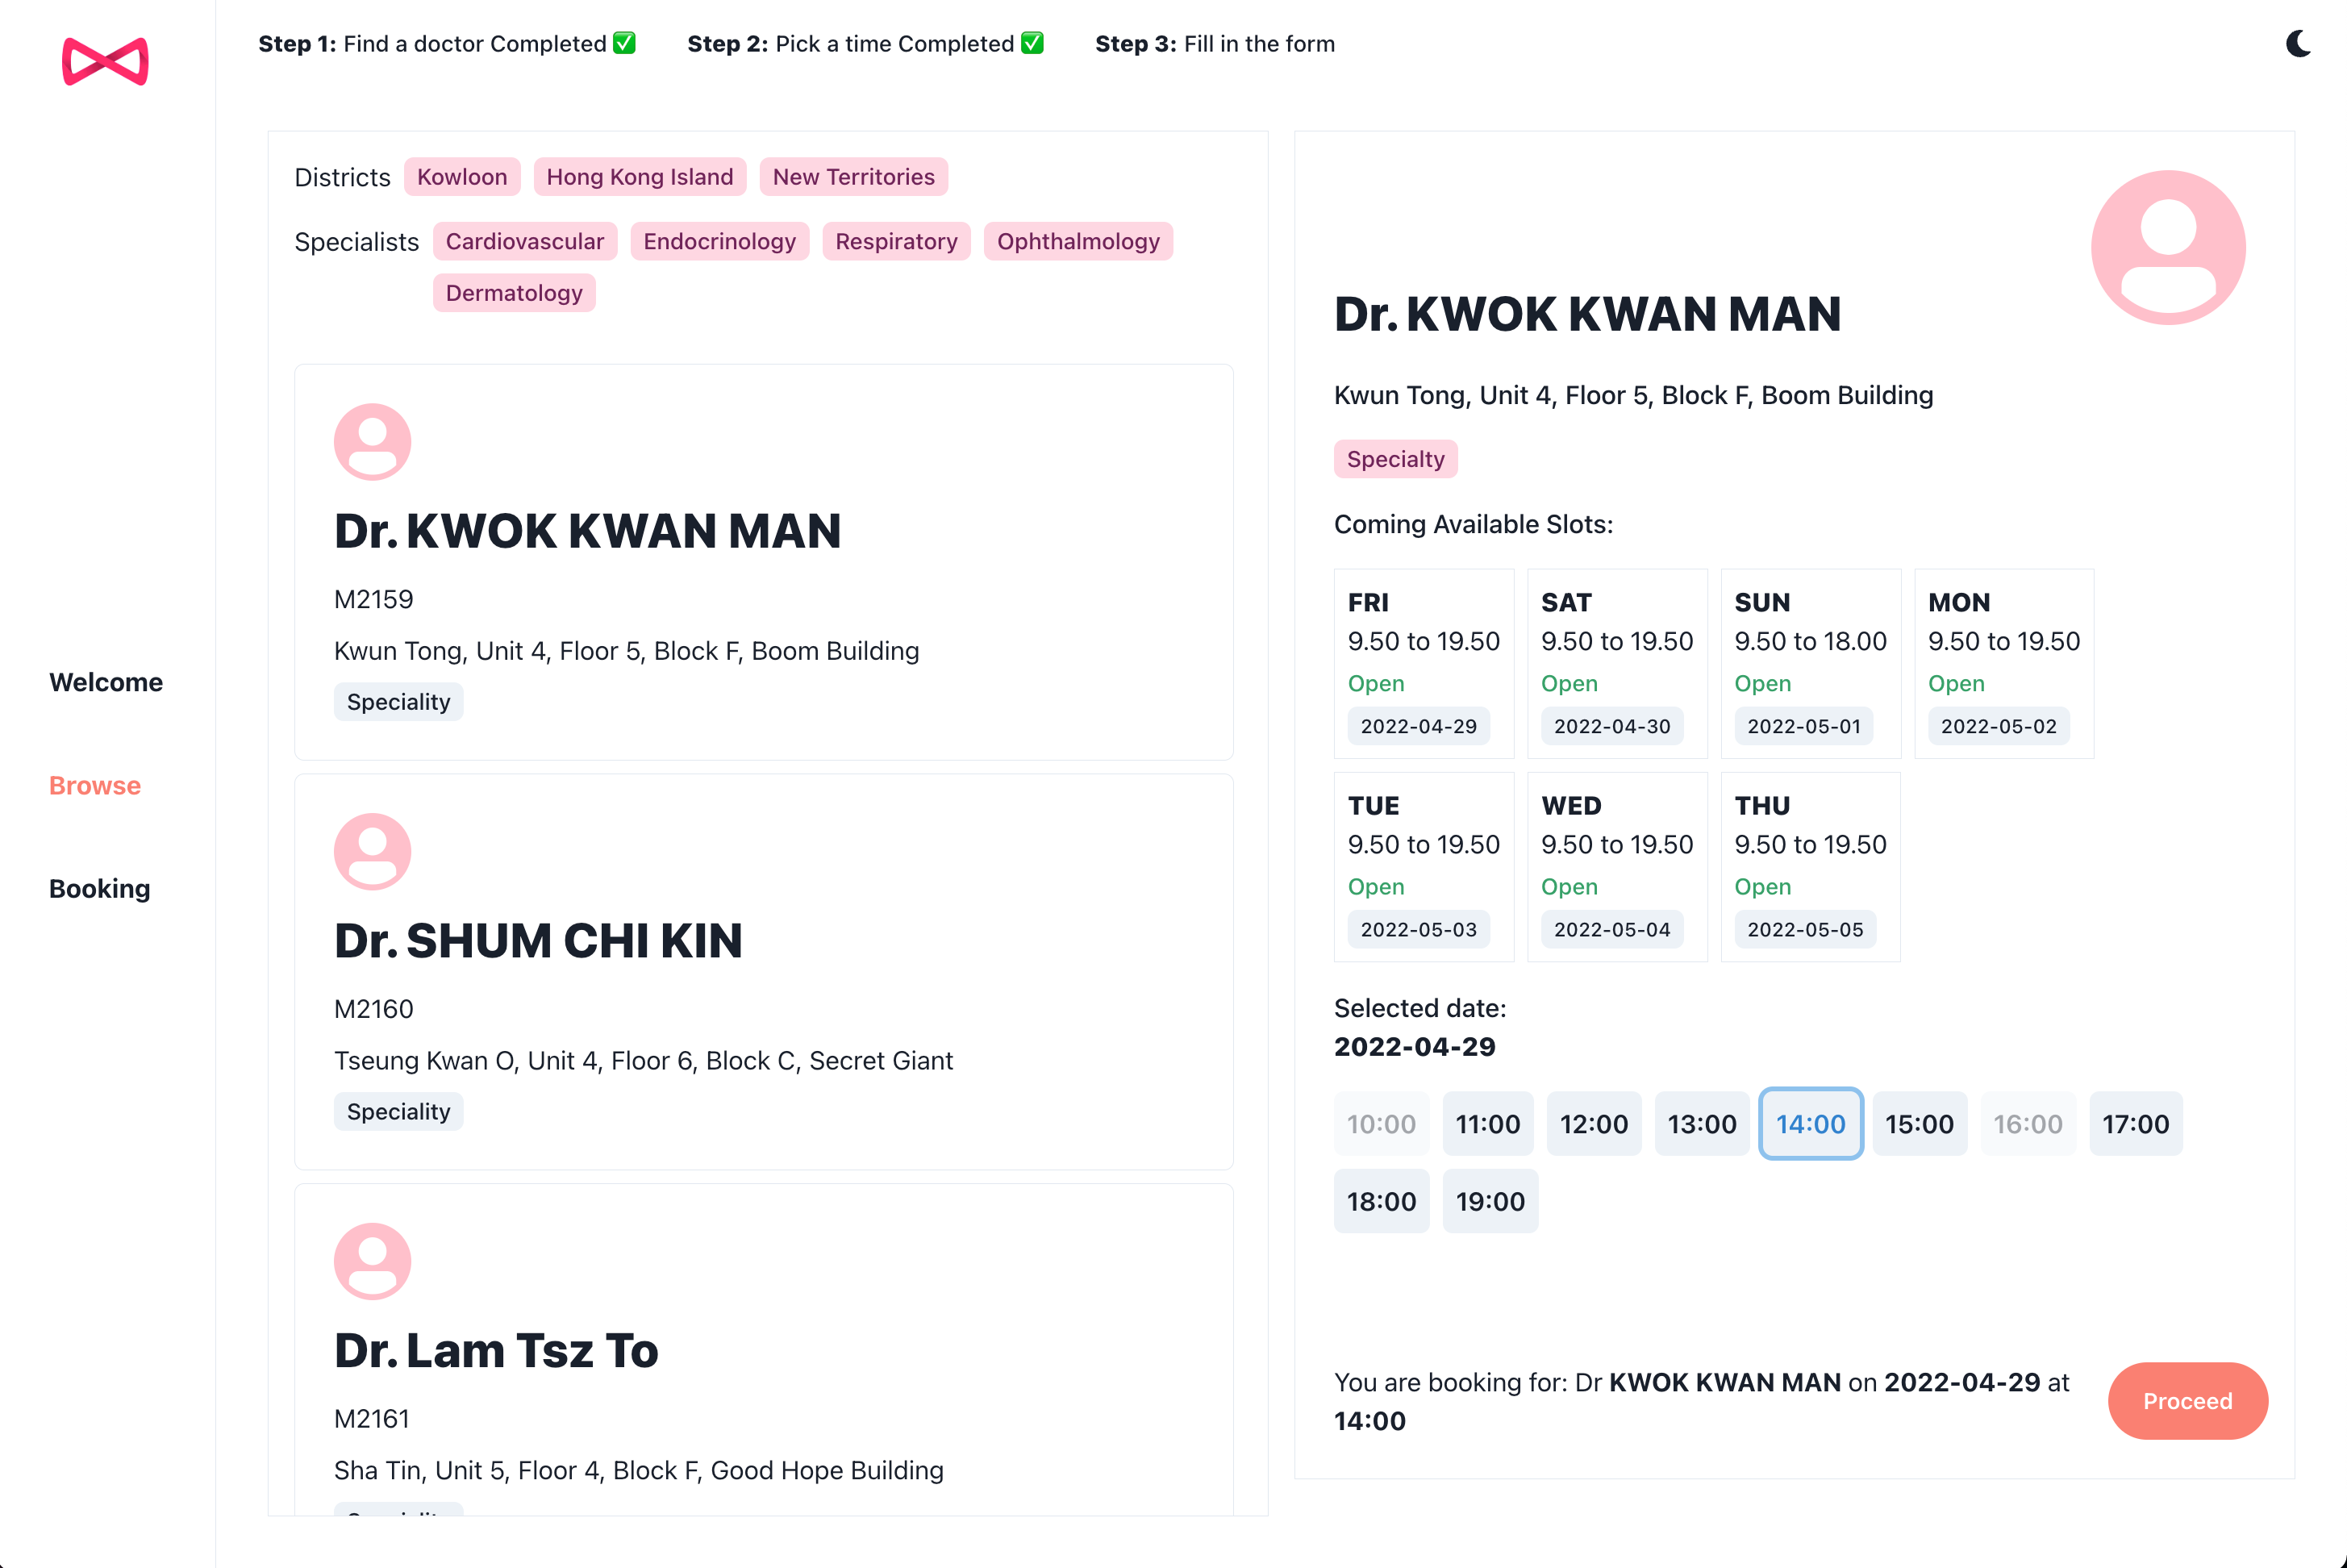 Step 1: Find a doctor Completed ✅ Step 2: Pick a time Completed ✅ Step 3: Fill in the form
Welcome
Browse
Booking
Districts Kowloon Hong Kong Island New Territories
Specialists Cardiovascular Endocrinology Respiratory Ophthalmology
Dermatology
Dr. KWOK KWAN MAN
M2159
Kwun Tong, Unit 4, Floor 5, Block F, Boom Building
Speciality
Dr. SHUM CHI KIN
M2160
Tseung Kwan O, Unit 4, Floor 6, Block C, Secret Giant
Speciality
Dr. Lam Tsz To
M2161
Sha Tin, Unit 5, Floor 4, Block F, Good Hope Building
Dr. KWOK KWAN MAN
Kwun Tong, Unit 4, Floor 5, Block F, Boom Building
Specialty
Coming Available Slots:
FRI
9.50 to 19.50
Open
2022-04-29
SAT
9.50 to 19.50
Open
2022-04-30
SUN
9.50 to 18.00
Open
2022-05-01
MON
9.50 to 19.50
Open
2022-05-02
TUE
9.50 to 19.50
Open
2022-05-03
WED
9.50 to 19.50
Open
2022-05-04
THU
9.50 to 19.50
Open
2022-05-05
Selected date:
2022-04-29
10:00 11:00 12:00 13:00 14:00 15:00 16:00 17:00
18:00 19:00
You are booking for: Dr KWOK KWAN MAN on 2022-04-29 at
14:00
Proceed